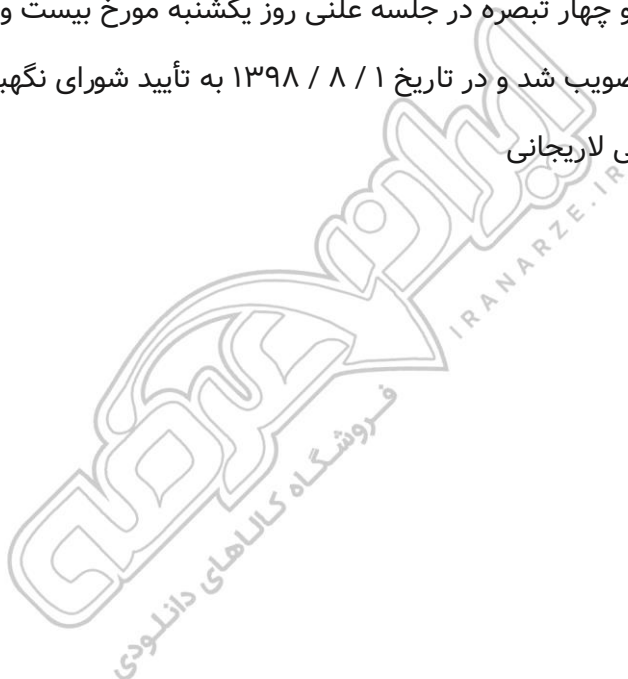 و چهار تبصره در جلسه علنی روز یکشنبه مورخ بیست و
صویب شد و در تاریخ ۱ / ۸ / ۱۳۹۸ به تأیید شورای نگهب
ی لاریجانی
ایران عرضه
IRANARZE.IR
فروشگاه کالاهای دانلودی